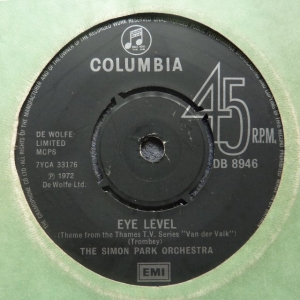 COLUMBIA
45
R.P.M.
DE WOLFE
LIMITED
MCPS
7YCA 33176
℗ 1972
De Wolfe Ltd.
DB 8946
EYE LEVEL
(Theme from the Thames T.V. Series "Van der Valk")
(Trombey)
THE SIMON PARK ORCHESTRA
EMI